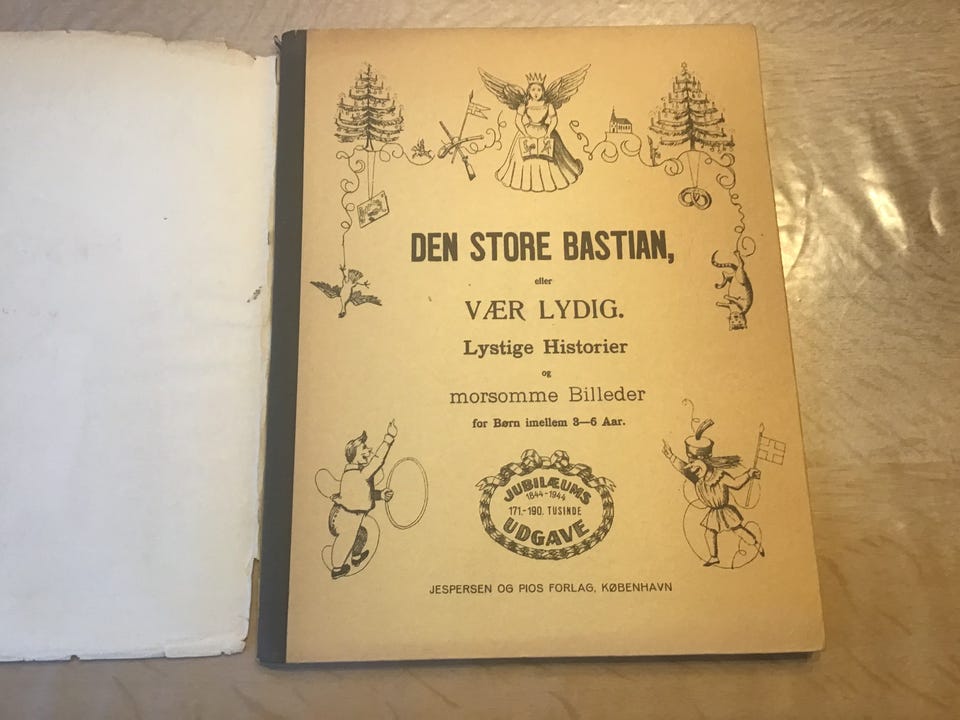 DEN STORE BASTIAN,
eller
VÆR LYDIG.
Lystige Historier
og
morsomme Billeder
for Børn imellem 3—6 Aar.
JUBILÆUMS
1844-1944
171.-190. TUSINDE
UDGAVE
JESPERSEN OG PIOS FORLAG, KØBENHAVN